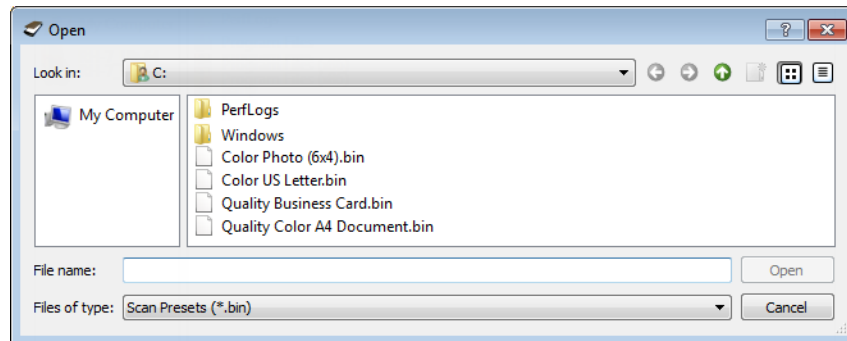 Open
Look in: C:
My Computer
PerfLogs
Windows
Color Photo (6x4).bin
Color US Letter.bin
Quality Business Card.bin
Quality Color A4 Document.bin
File name: Open
Files of type: Scan Presets (*.bin) Cancel